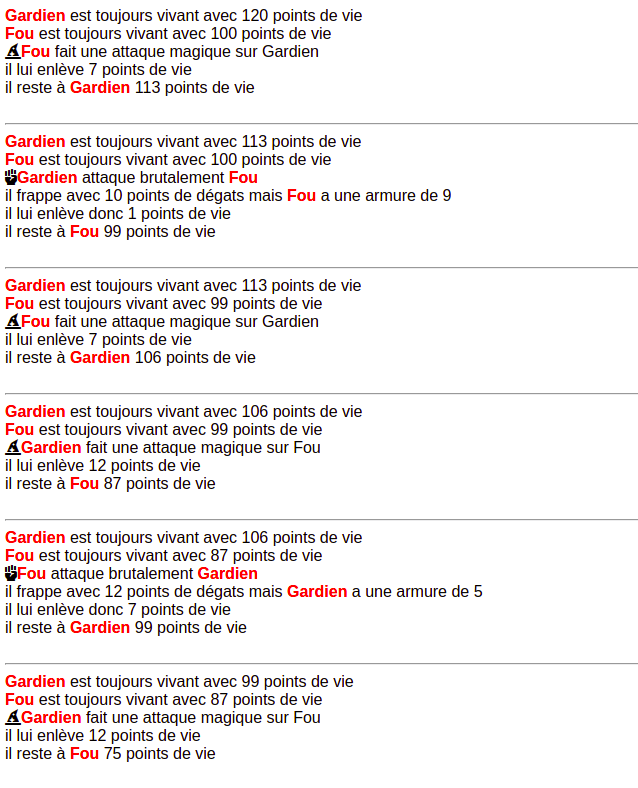 Gardien est toujours vivant avec 120 points de vie
Fou est toujours vivant avec 100 points de vie
Fou fait une attaque magique sur Gardien
il lui enlève 7 points de vie
il reste à Gardien 113 points de vie
Gardien est toujours vivant avec 113 points de vie
Fou est toujours vivant avec 100 points de vie
Gardien attaque brutalement Fou
il frappe avec 10 points de dégats mais Fou a une armure de 9
il lui enlève donc 1 points de vie
il reste à Fou 99 points de vie
Gardien est toujours vivant avec 113 points de vie
Fou est toujours vivant avec 99 points de vie
Fou fait une attaque magique sur Gardien
il lui enlève 7 points de vie
il reste à Gardien 106 points de vie
Gardien est toujours vivant avec 106 points de vie
Fou est toujours vivant avec 99 points de vie
Gardien fait une attaque magique sur Fou
il lui enlève 12 points de vie
il reste à Fou 87 points de vie
Gardien est toujours vivant avec 106 points de vie
Fou est toujours vivant avec 87 points de vie
Fou attaque brutalement Gardien
il frappe avec 12 points de dégats mais Gardien a une armure de 5
il lui enlève donc 7 points de vie
il reste à Gardien 99 points de vie
Gardien est toujours vivant avec 99 points de vie
Fou est toujours vivant avec 87 points de vie
Gardien fait une attaque magique sur Fou
il lui enlève 12 points de vie
il reste à Fou 75 points de vie